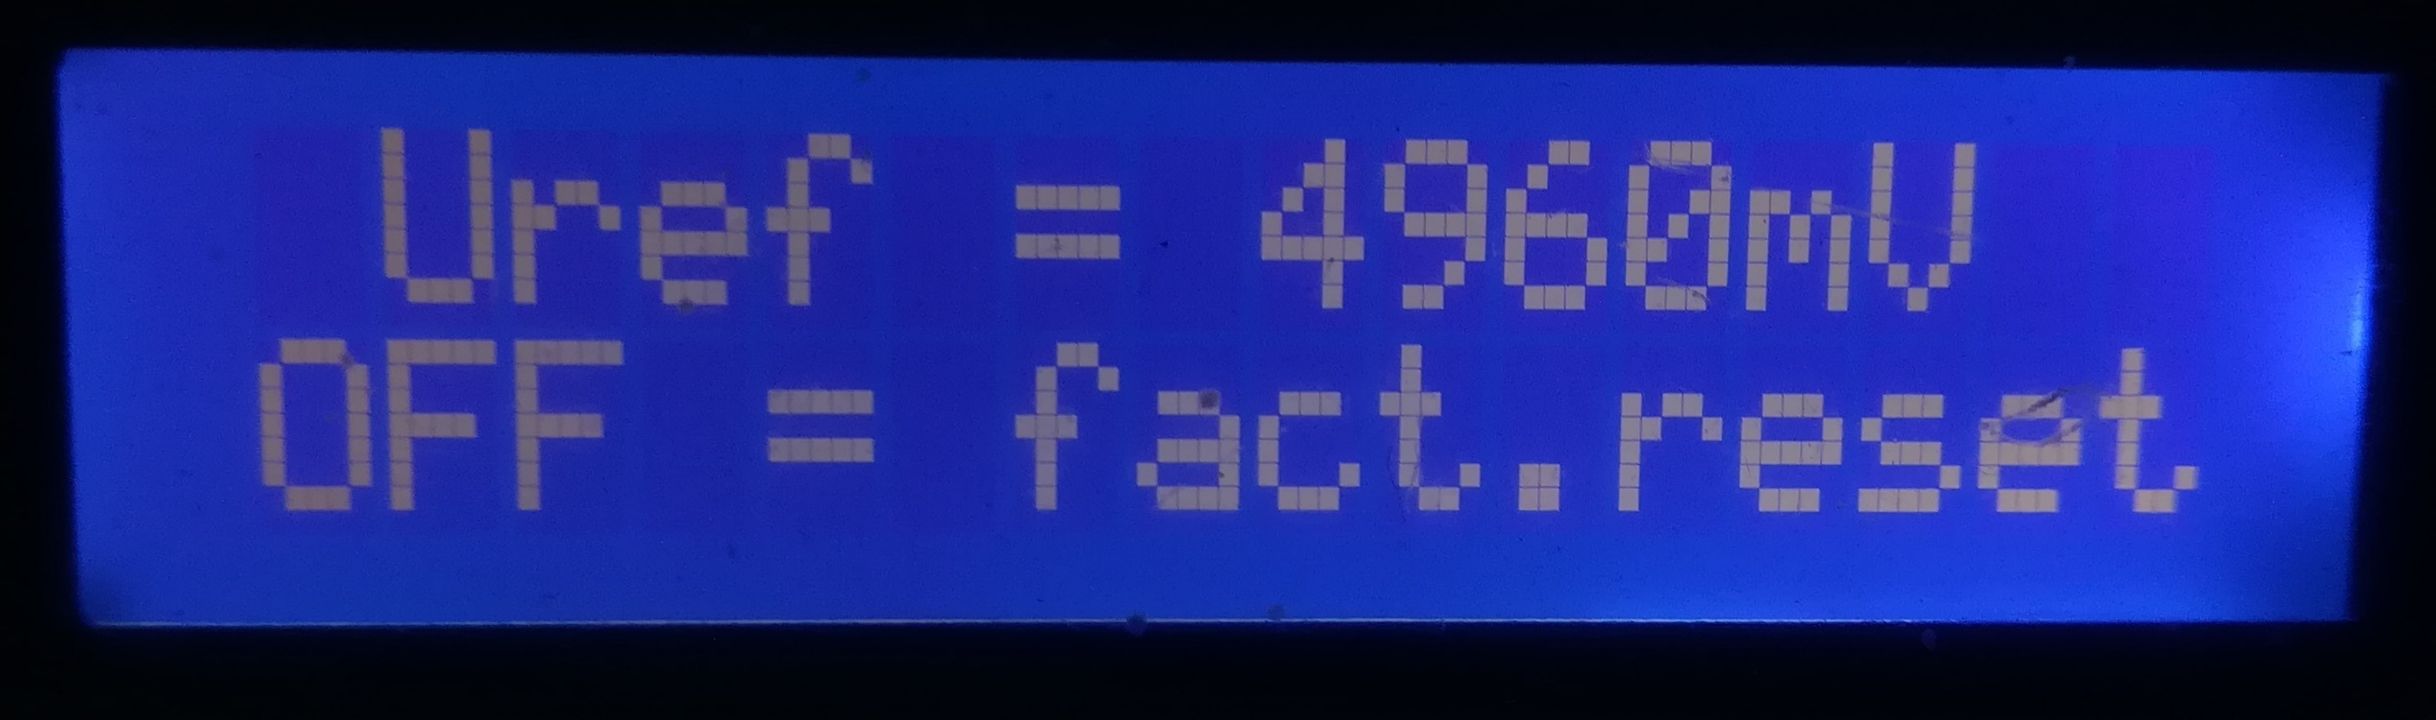 Uref = 4960mV
OFF = fact.reset